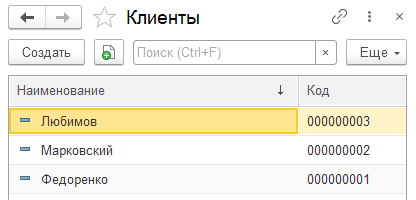 Клиенты
Создать Поиск (Ctrl+F) × Еще
Наименование ↓ Код
Любимов 000000003
Марковский 000000002
Федоренко 000000001